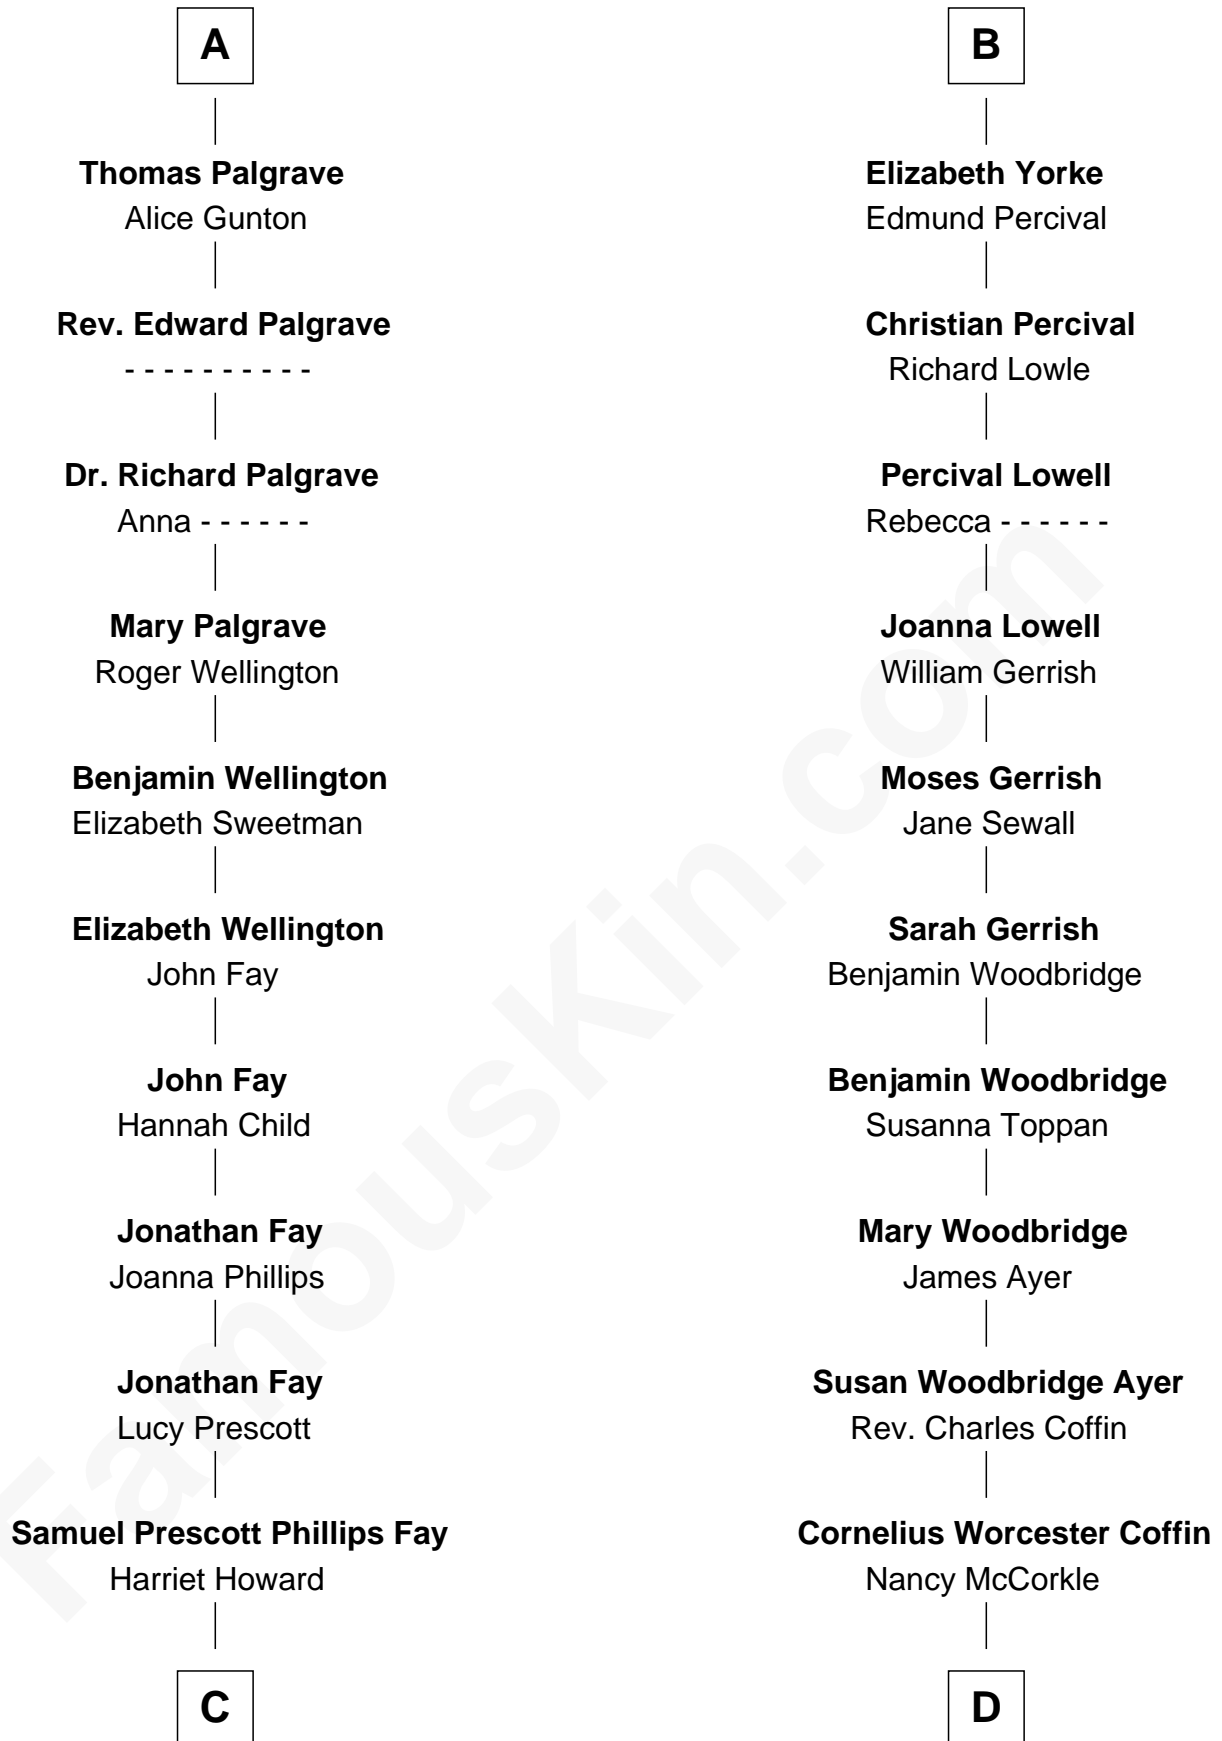 A
Thomas Palgrave
Alice Gunton
Rev. Edward Palgrave
- - - - - - - - - -
Dr. Richard Palgrave
Anna - - - - - -
Mary Palgrave
Roger Wellington
Benjamin Wellington
Elizabeth Sweetman
Elizabeth Wellington
John Fay
John Fay
Hannah Child
Jonathan Fay
Joanna Phillips
Jonathan Fay
Lucy Prescott
Samuel Prescott Phillips Fay
Harriet Howard
C
B
Elizabeth Yorke
Edmund Percival
Christian Percival
Richard Lowle
Percival Lowell
Rebecca - - - - - -
Joanna Lowell
William Gerrish
Moses Gerrish
Jane Sewall
Sarah Gerrish
Benjamin Woodbridge
Benjamin Woodbridge
Susanna Toppan
Mary Woodbridge
James Ayer
Susan Woodbridge Ayer
Rev. Charles Coffin
Cornelius Worcester Coffin
Nancy McCorkle
D
FamousKin.com